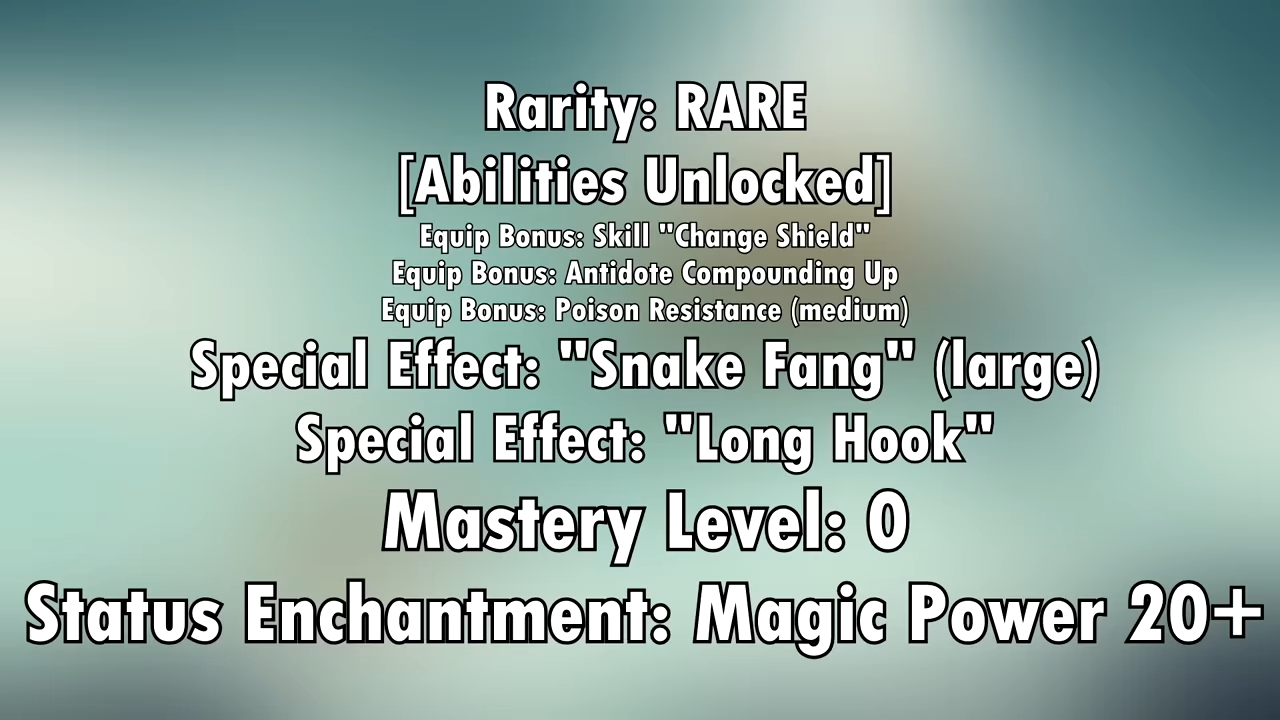 Rarity: RARE
[Abilities Unlocked]
Equip Bonus: Skill "Change Shield"
Equip Bonus: Antidote Compounding Up
Equip Bonus: Poison Resistance (medium)
Special Effect: "Snake Fang" (large)
Special Effect: "Long Hook"
Mastery Level: 0
Status Enchantment: Magic Power 20+